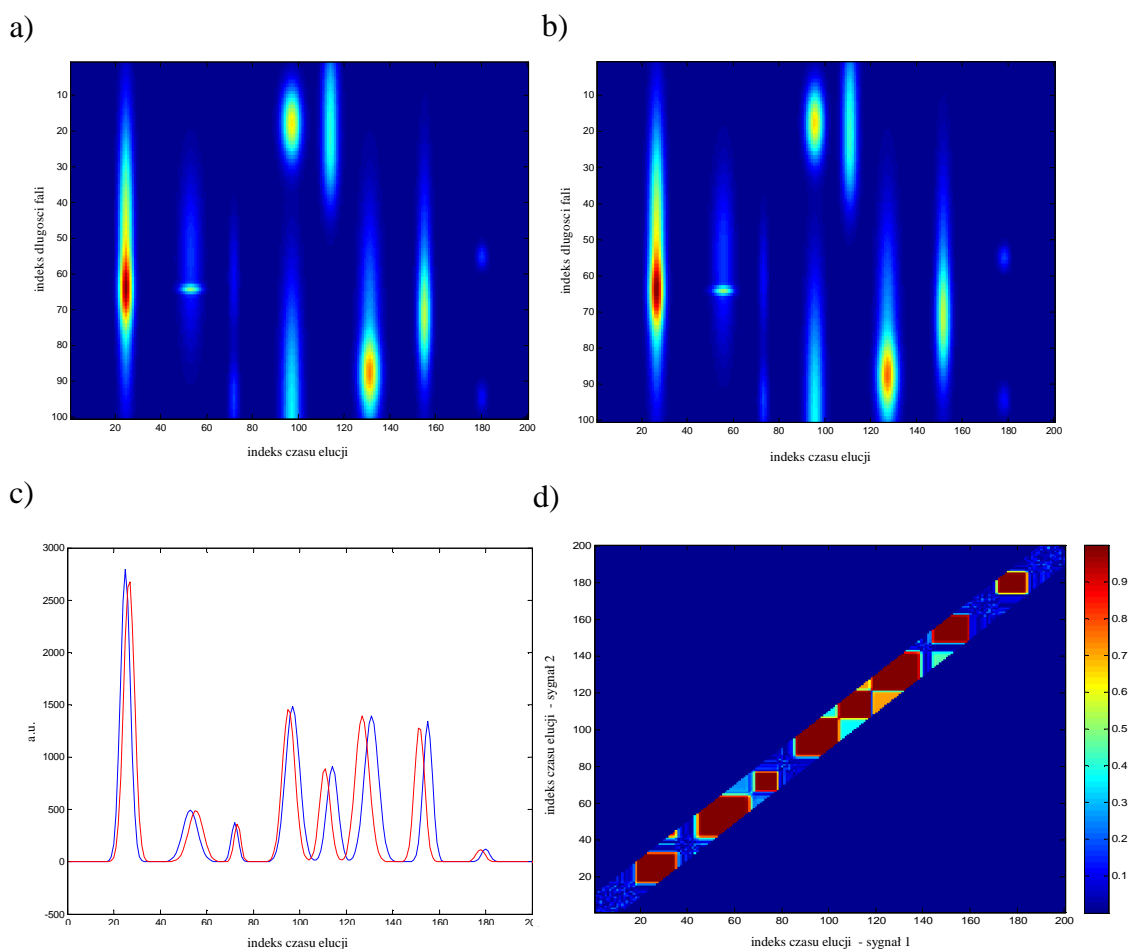 a)
b)
10
20
30
40
50
60
70
80
90
100
20 40 60 80 100 120 140 160 180 200
indeks dlugosci fali
indeks czasu elucji
10
20
30
40
50
60
70
80
90
100
20 40 60 80 100 120 140 160 180 200
indeks dlugosci fali
indeks czasu elucji
c)
d)
3000
2500
2000
1500
1000
500
0
-500
0 20 40 60 80 100 120 140 160 180 20
a.u.
indeks czasu elucji
200
180
160
140
120
100
80
60
40
20
20 40 60 80 100 120 140 160 180 200
indeks czasu elucji - sygnał 2
indeks czasu elucji - sygnał 1
0.9
0.8
0.7
0.6
0.5
0.4
0.3
0.2
0.1